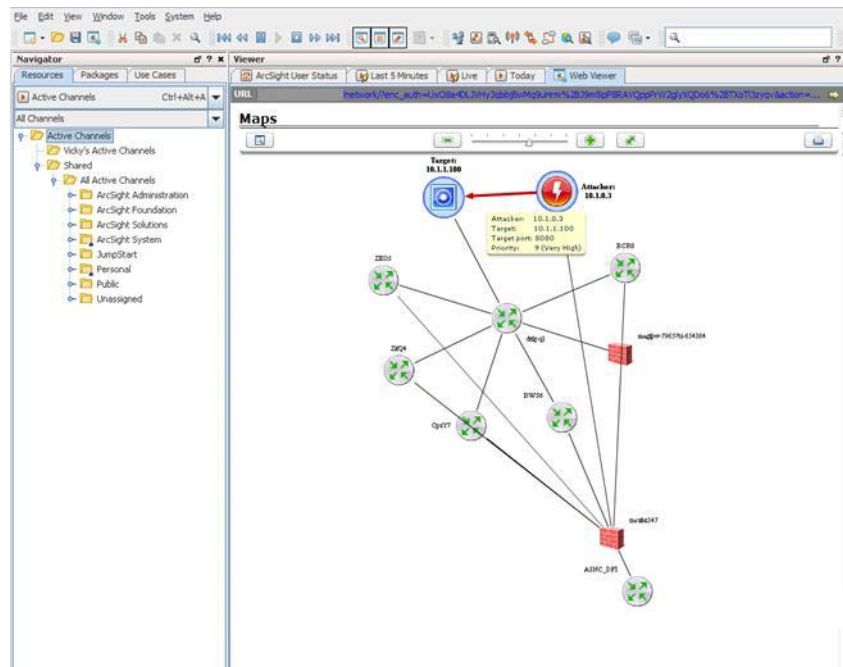 File Edit View Window Tools System Help
Navigator
Resources Packages Use Cases
Active Channels Ctrl+Alt+A
All Channels
Active Channels
Vicky's Active Channels
Shared
All Active Channels
ArcSight Administration
ArcSight Foundation
ArcSight Solutions
ArcSight System
JumpStart
Personal
Public
Unassigned
Viewer
ArcSight User Status Last 5 Minutes Live Today Web Viewer
URL
Maps
Target:
10.1.1.100
Attacker:
10.1.0.3
Attacker: 10.1.0.3
Target: 10.1.1.100
Target port: 8080
Priority: 9 (Very High)